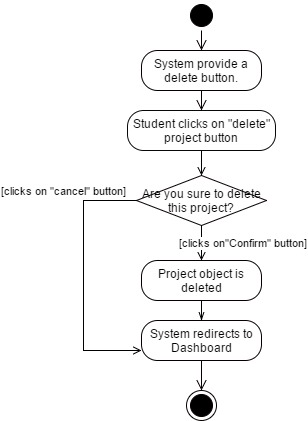 System provide a
delete button.
Student clicks on "delete"
project button
[clicks on "cancel" button]
Are you sure to delete
this project?
[clicks on"Confirm" button]
Project object is
deleted
System redirects to
Dashboard